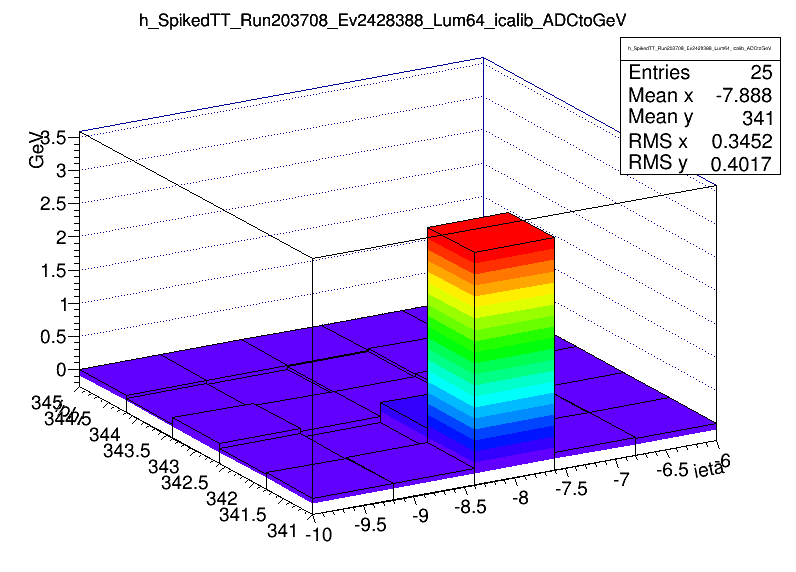 h_SpikedTT_Run203708_Ev2428388_Lum64_icalib_ADCtoGeV
h_SpikedTT_Run203708_Ev2428388_Lum64_icalib_ADCtoGeV
Entries 25
Mean x -7.888
Mean y 341
RMS x 0.3452
RMS y 0.4017
GeV
3.5
3
2.5
2
1.5
1
0.5
0
345
344.5
344
343.5
343
342.5
342
341.5
341
-10
-9.5
-9
-8.5
-8
-7.5
-7
-6.5
-6
ieta